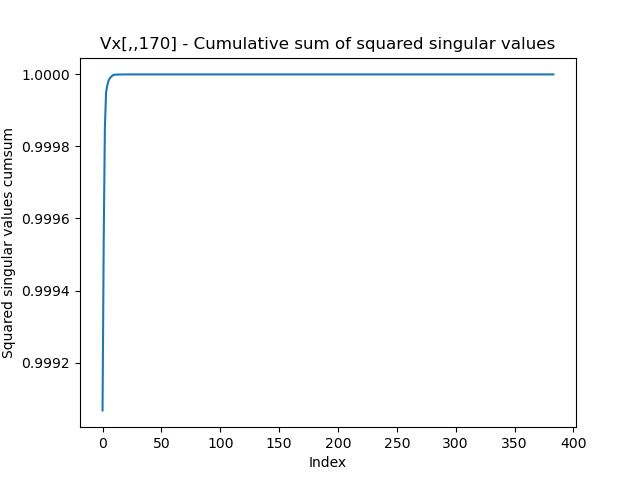 Vx[,,170] - Cumulative sum of squared singular values
1.0000
0.9998
0.9996
0.9994
0.9992
Squared singular values cumsum
0 50 100 150 200 250 300 350 400
Index